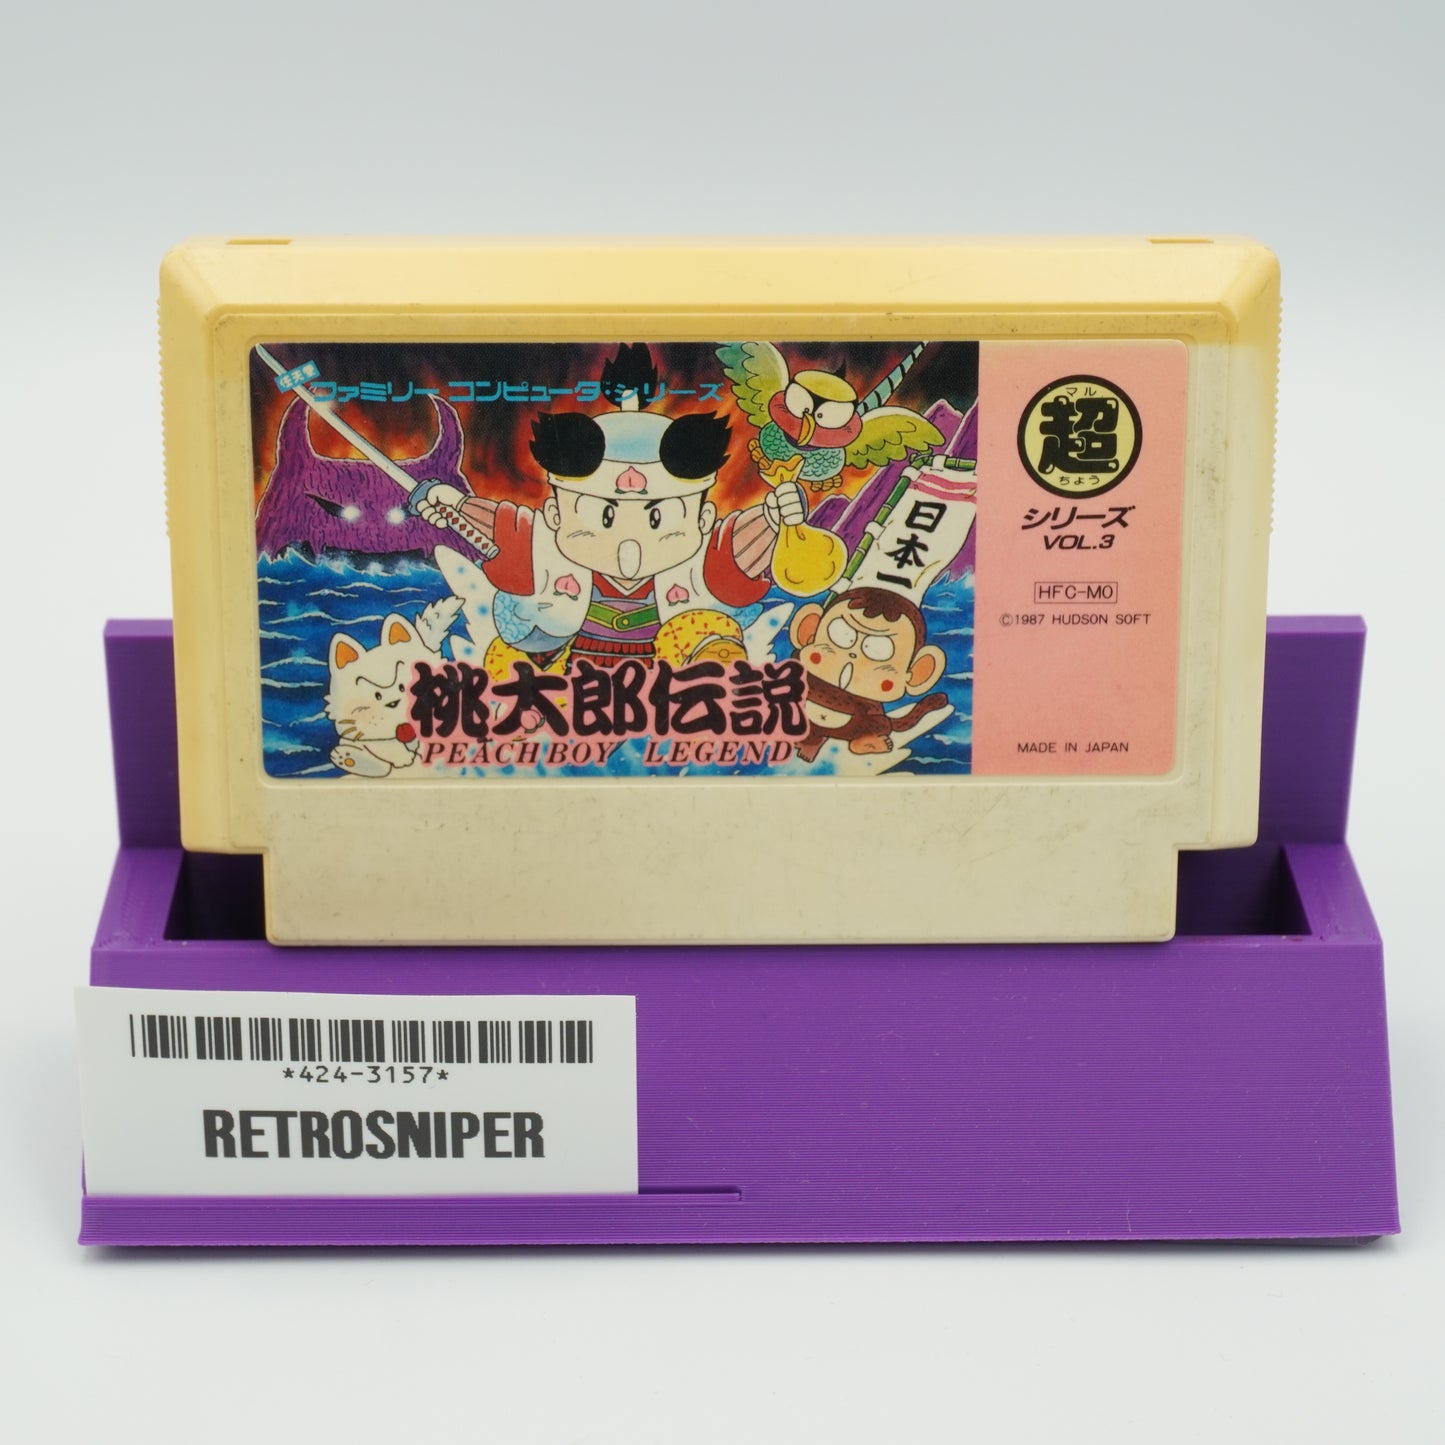 任天堂 ファミリーコンピュータ・シリーズ
日本一
桃太郎伝説
PEACHBOY LEGEND
マル
超
ちょう
シリーズ
VOL.3
HFC-MO
©1987 HUDSON SOFT
MADE IN JAPAN
*424-3157*
RETROSNIPER